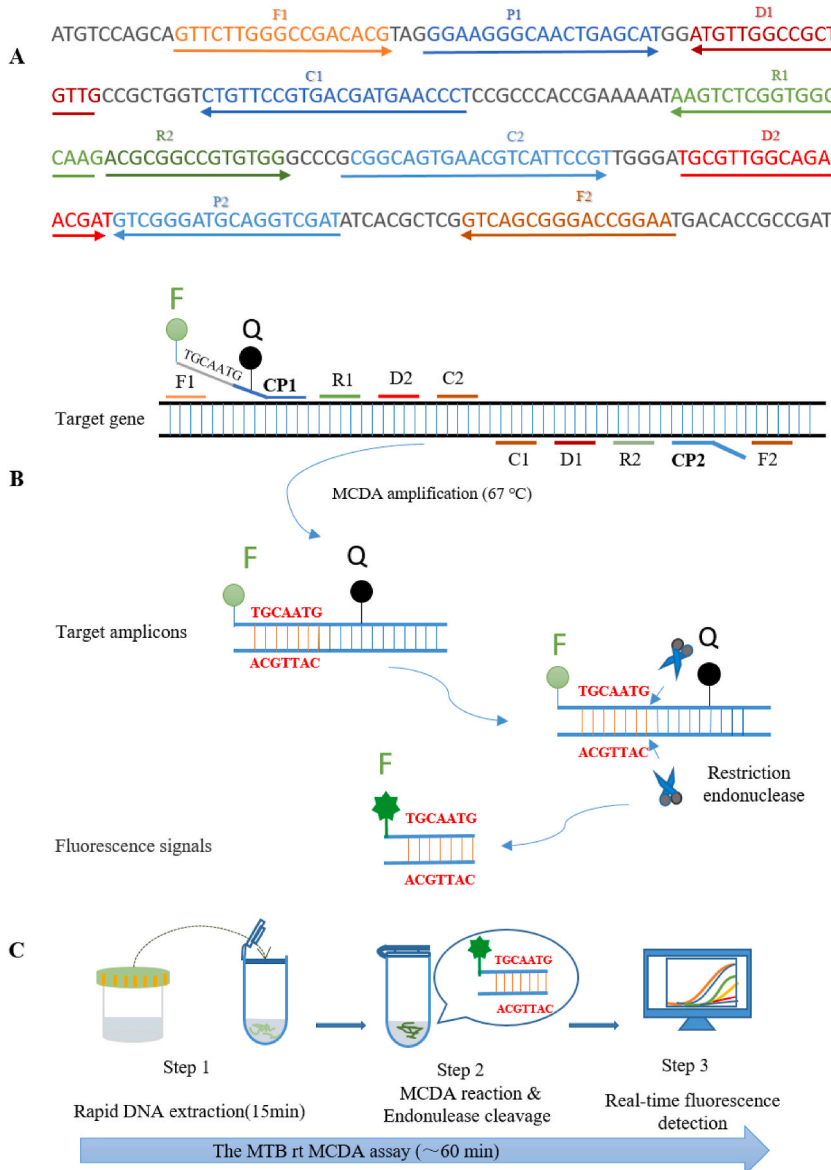 F1 P1 D1
A
ATGTCCAGCAGTTCTTGGGCCGACACGTAGGGAAGGGCAACTGAGCATGGATGTTGGCCGCT
C1 R1
GTTGCCGCTGGTCTGTTCCGTGACGATGAACCCTCCGCCCACCGAAAAATAAGTCTCGGTGGC
R2 C2 D2
CAAGACGCGGCCGTGTGGGCCCGCGGCAGTGAACGTCATTCCGTTGGGATGCGTTGGCAGA
P2 F2
ACGATGTCGGGATGCAGGTCGATATCACGCTCGGTCAGCGGGACCGGAATGACACCGCCGAT
B
F
Q
TGCAATG
F1 CP1 R1 D2 C2
Target gene
C1 D1 R2 CP2 F2
MCDA amplification (67 ℃)
F Q
TGCAATG
Target amplicons
ACGTTAC
F Q
TGCAATG
ACGTTAC
Restriction
endonuclease
F
TGCAATG
Fluorescence signals
ACGTTAC
C
TGCAATG
ACGTTAC
Step 1
Rapid DNA extraction(15min)
Step 2
MCDA reaction &
Endonulease cleavage
Step 3
Real-time fluorescence
detection
The MTB rt MCDA assay (～60 min)